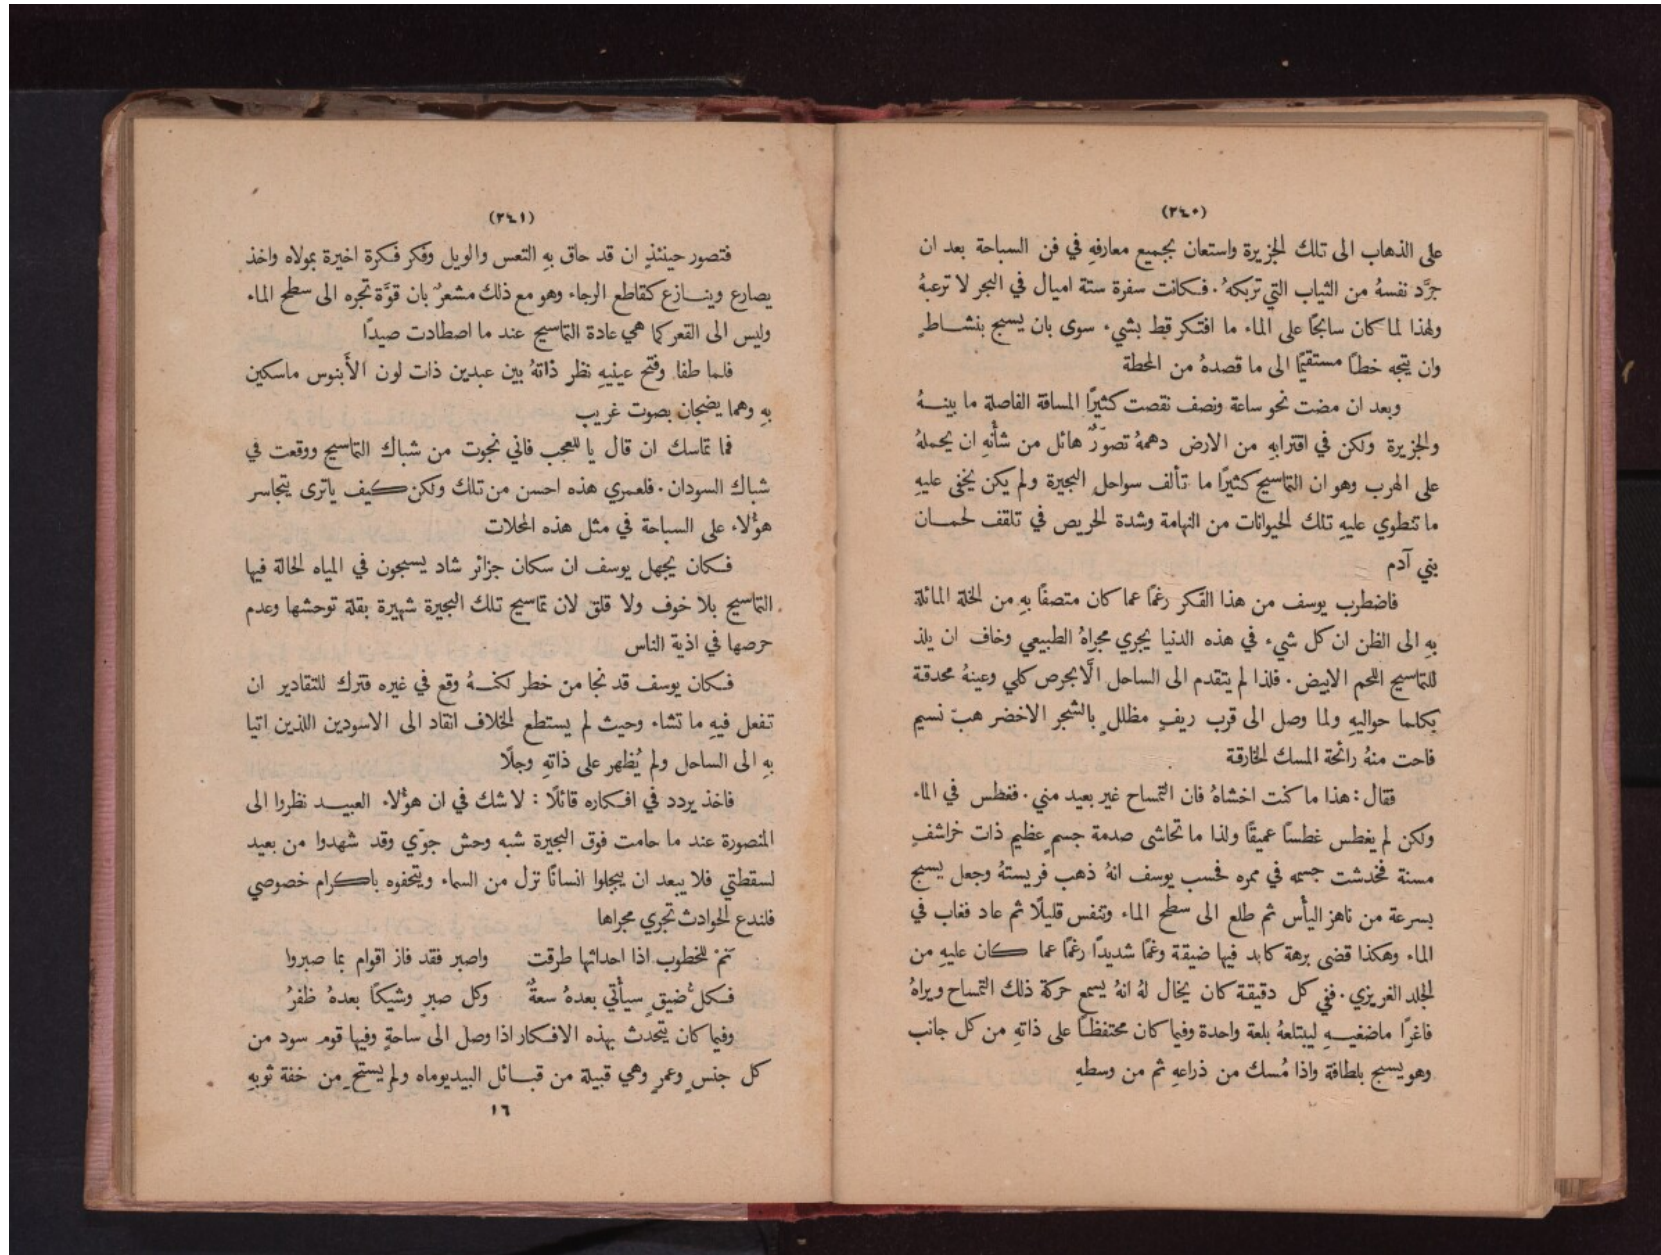 (٢٤٠)
على الذهاب الى تلك الجزيرة واستعان بجميع معارفهِ في فن السباحة بعد ان
جرَّد نفسهُ من الثياب التي تربكهُ . فكانت سفرة ستة اميال في البحر لا ترعبهُ
ولهذا لما كان سابحًا على الماء ما افتكر قط بشيء سوى بان يسبح بنشاطٍ
وان يتجه خطًا مستقيمًا الى ما قصدهُ من المحطة
وبعد ان مضت نحو ساعة ونصف نقصت كثيرًا المسافة الفاصلة ما بينهُ
والجزيرة ولكن في اقترابهِ من الارض دهمهُ تصوّرٌ هائل من شأنهِ ان يحملهُ
على الهرب وهو ان التماسيح كثيرًا ما تألف سواحل البحيرة ولم يكن يخفى عليهِ
ما تنطوي عليهِ تلك الحيوانات من النهامة وشدة الحريص في تلقف لحمان
بني آدم
فاضطرب يوسف من هذا الفكر رغمًا عما كان متصفًا بهِ من الخلة المائلة
بهِ الى الظن ان كل شيء في هذه الدنيا يجري مجراهُ الطبيعي وخاف ان يلذ
للتماسيح اللحم الابيض . فلذا لم يتقدم الى الساحل الَّا بحرص كلي وعينهُ محدقة
بكلما حواليهِ ولما وصل الى قرب ريفٍ مظللٍ بالشجر الاخضر هبّ نسيم
فاحت منهُ رائحة المسك الخارقة
فقال : هذا ما كنت اخشاهُ فان التمساح غير بعيد مني . فغطس في الماء
ولكن لم يغطس غطسًا عميقًا ولذا ما تحاشى صدمة جسمٍ عظيمٍ ذات خراشفٍ
مسنة فخدشت جسمه في ممره فحسب يوسف انهُ ذهب فريستهُ وجعل يسبح
بسرعة من ناهز اليأس ثم طلع الى سطح الماء وتنفس قليلًا ثم عاد فغاب في
الماء وهكذا قضى برهة كابد فيها ضيقة وغمًا شديدًا رغمًا عما كان عليهِ من
الجلد الغريزي . ففي كل دقيقة كان يخال لهُ انهُ يسمع حركة ذلك التمساح ويراهُ
فاغرًا ماضغيهِ ليبتلعهُ بلعة واحدة وفيما كان محتفظًا على ذاتهِ من كل جانب
وهو يسبح بلطافة واذا مُسك من ذراعهِ ثم من وسطهِ
(٢٤١)
فتصور حينئذٍ ان قد حاق بهِ التعس والويل وفكر فكرة اخيرة بمولاه واخذ
يصارع وينازع كقاطع الرجاء وهو مع ذلك مشعرٌ بان قوَّة تجره الى سطح الماء
وليس الى القعر كما هي عادة التماسيح عند ما اصطادت صيدًا
فلما طفا وفتح عينيهِ نظر ذاتهُ بين عبدين ذات لون الأَبنوس ماسكين
بهِ وهما يضجان بصوت غريب
فما تماسك ان قال يا للعجب فاني نجوت من شباك التماسيح ووقعت في
شباك السودان . فلعمري هذه احسن من تلك ولكن كيف ياترى يتجاسر
هؤُلاء على السباحة في مثل هذه المحلات
فكان يجهل يوسف ان سكان جزائر شاد يسبحون في المياه الحالة فيها
التماسيح بلا خوف ولا قلق لان تماسيح تلك البحيرة شهيرة بقلة توحشها وعدم
حرصها في اذية الناس
فكان يوسف قد نجا من خطر لكنهُ وقع في غيره فترك للتقادير ان
تفعل فيهِ ما تشاء وحيث لم يستطع الخلاف انقاد الى الاسودين اللذين اتيا
بهِ الى الساحل ولم يُظهر على ذاتهِ وجلًا
فاخذ يردد في افكاره قائلًا : لا شك في ان هؤُلاء العبيد نظروا الى
المنصورة عند ما حامت فوق البحيرة شبه وحش جوّي وقد شهدوا من بعيد
لسقطتي فلا يبعد ان يبجلوا انسانًا نزل من السماء ويتحفوه باكرام خصوصي
فلندع الحوادث تجري مجراها
نَمْ للخطوب اذا احداثها طرقت واصبر فقد فاز اقوام بما صبروا
فكلُّ ضيقٍ سيأتي بعدهُ سعةٌ وكل صبرٍ وشيكًا بعدهُ ظفرُ
وفيما كان يتحدث بهذه الافكار اذا وصل الى ساحةٍ وفيها قوم سود من
كل جنسٍ وعمرٍ وهي قبيلة من قبائل البيديوماه ولم يستحِ من خفة ثوبهِ
١٦